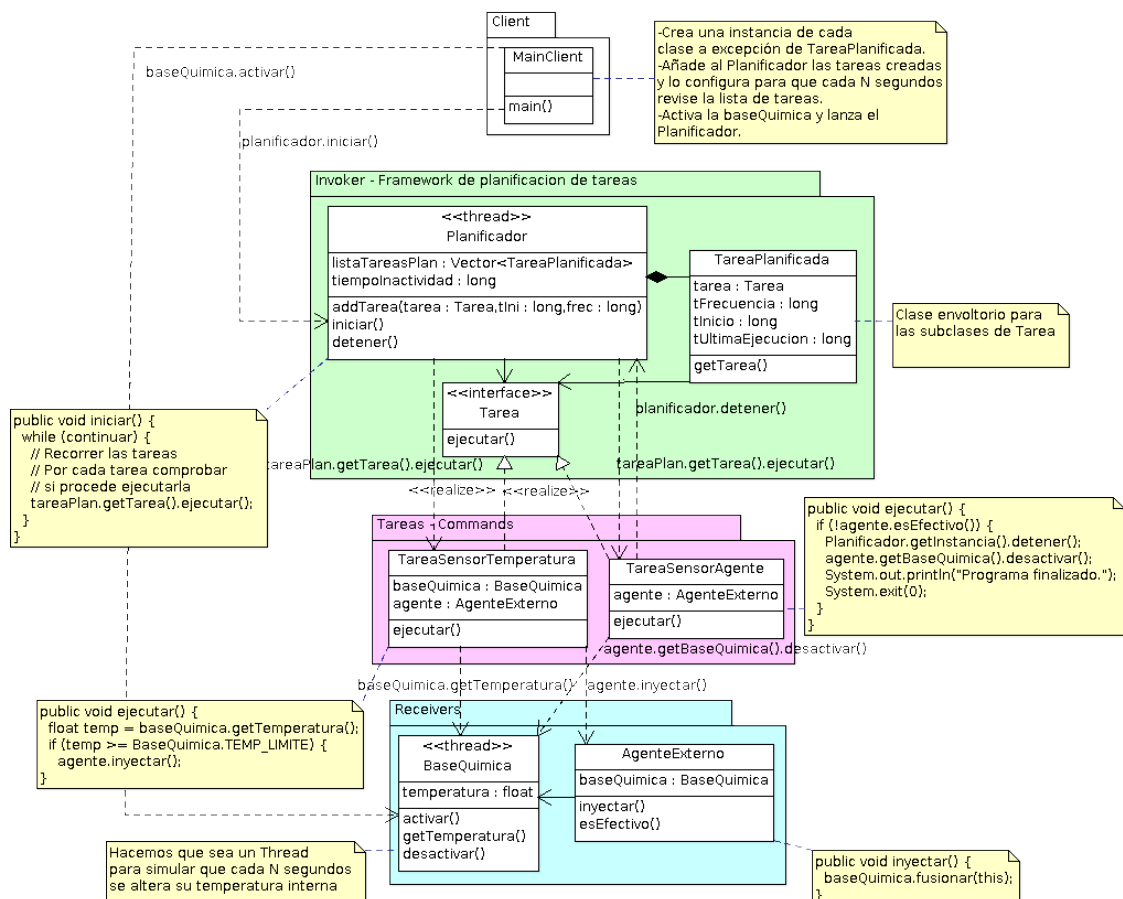 Client
MainClient
main()
-Crea una instancia de cada
clase a excepción de TareaPlanificada.
-Añade al Planificador las tareas creadas
y lo configura para que cada N segundos
revise la lista de tareas.
-Activa la baseQuimica y lanza el
Planificador.
baseQuimica.activar()
planificador.iniciar()
Invoker - Framework de planificacion de tareas
<<thread>>
Planificador
listaTareasPlan : Vector<TareaPlanificada>
tiempoInactividad : long
addTarea(tarea : Tarea,tIni : long,frec : long)
iniciar()
detener()
TareaPlanificada
tarea : Tarea
tFrecuencia : long
tInicio : long
tUltimaEjecucion : long
getTarea()
Clase envoltorio para
las subclases de Tarea
<<interface>>
Tarea
ejecutar()
planificador.detener()
public void iniciar() {
while (continuar) {
// Recorrer las tareas
// Por cada tarea comprobar
// si procede ejecutarla
tareaPlan.getTarea().ejecutar();
}
}
tareaPlan.getTarea().ejecutar()
tareaPlan.getTarea().ejecutar()
<<realize>>
<<realize>>
Tareas - Commands
TareaSensorTemperatura
baseQuimica : BaseQuimica
agente : AgenteExterno
ejecutar()
TareaSensorAgente
agente : AgenteExterno
ejecutar()
public void ejecutar() {
if (!agente.esEfectivo()) {
Planificador.getInstancia().detener();
agente.getBaseQuimica().desactivar();
System.out.println("Programa finalizado.");
System.exit(0);
}
}
agente.getBaseQuimica().desactivar()
baseQuimica.getTemperatura()
agente.inyectar()
public void ejecutar() {
float temp = baseQuimica.getTemperatura();
if (temp >= BaseQuimica.TEMP_LIMITE) {
agente.inyectar();
}
Receivers
<<thread>>
BaseQuimica
temperatura : float
activar()
getTemperatura()
desactivar()
AgenteExterno
baseQuimica : BaseQuimica
inyectar()
esEfectivo()
Hacemos que sea un Thread
para simular que cada N segundos
se altera su temperatura interna
public void inyectar() {
baseQuimica.fusionar(this);
}